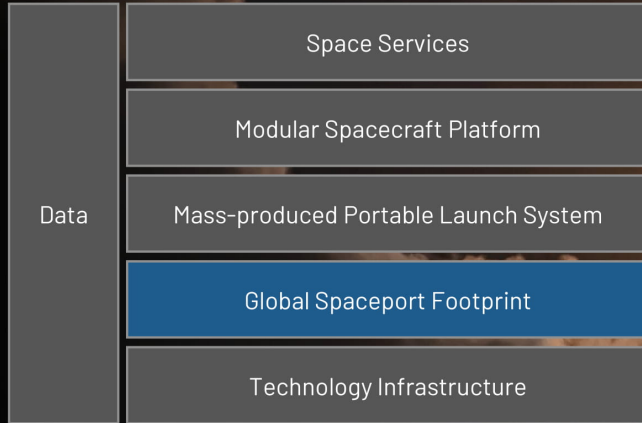 Data
Space Services
Modular Spacecraft Platform
Mass-produced Portable Launch System
Global Spaceport Footprint
Technology Infrastructure